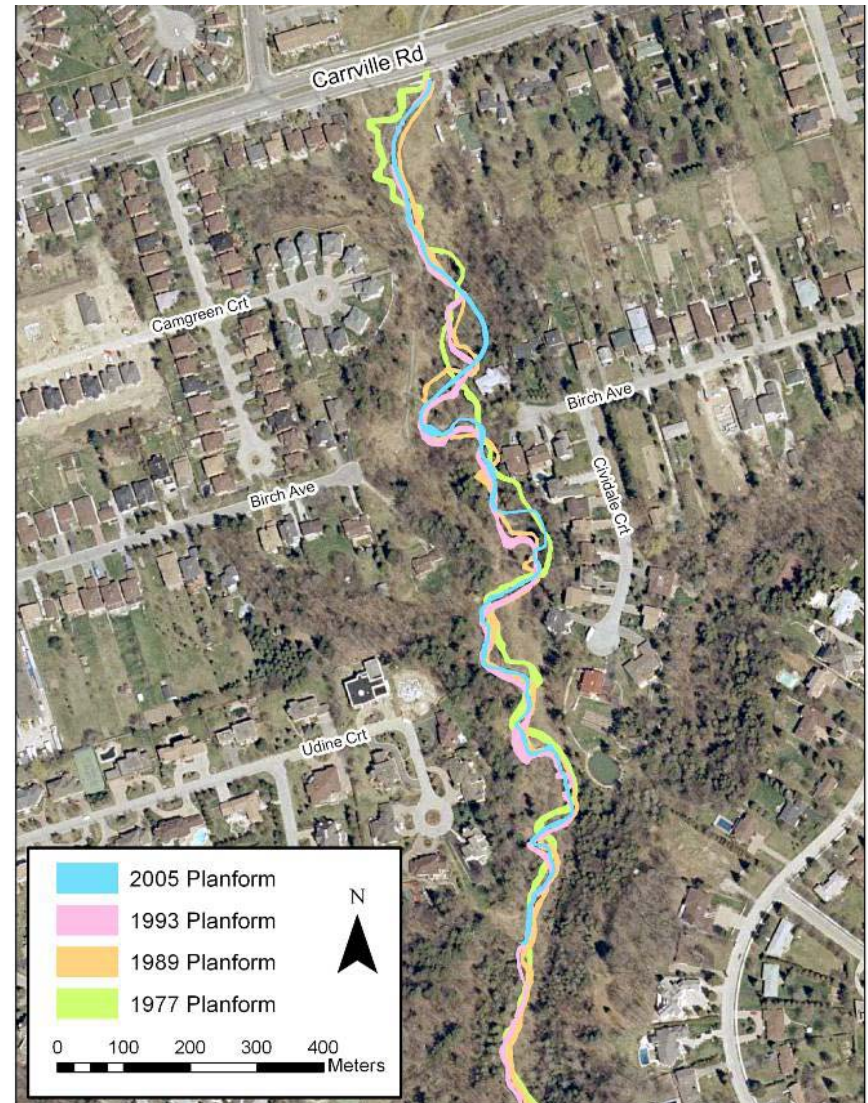 Carrville Rd
Camgreen Crt
Birch Ave
Birch Ave
Cividale Crt
Udine Crt
2005 Planform
1993 Planform
1989 Planform
1977 Planform
N
0 100 200 300 400
Meters